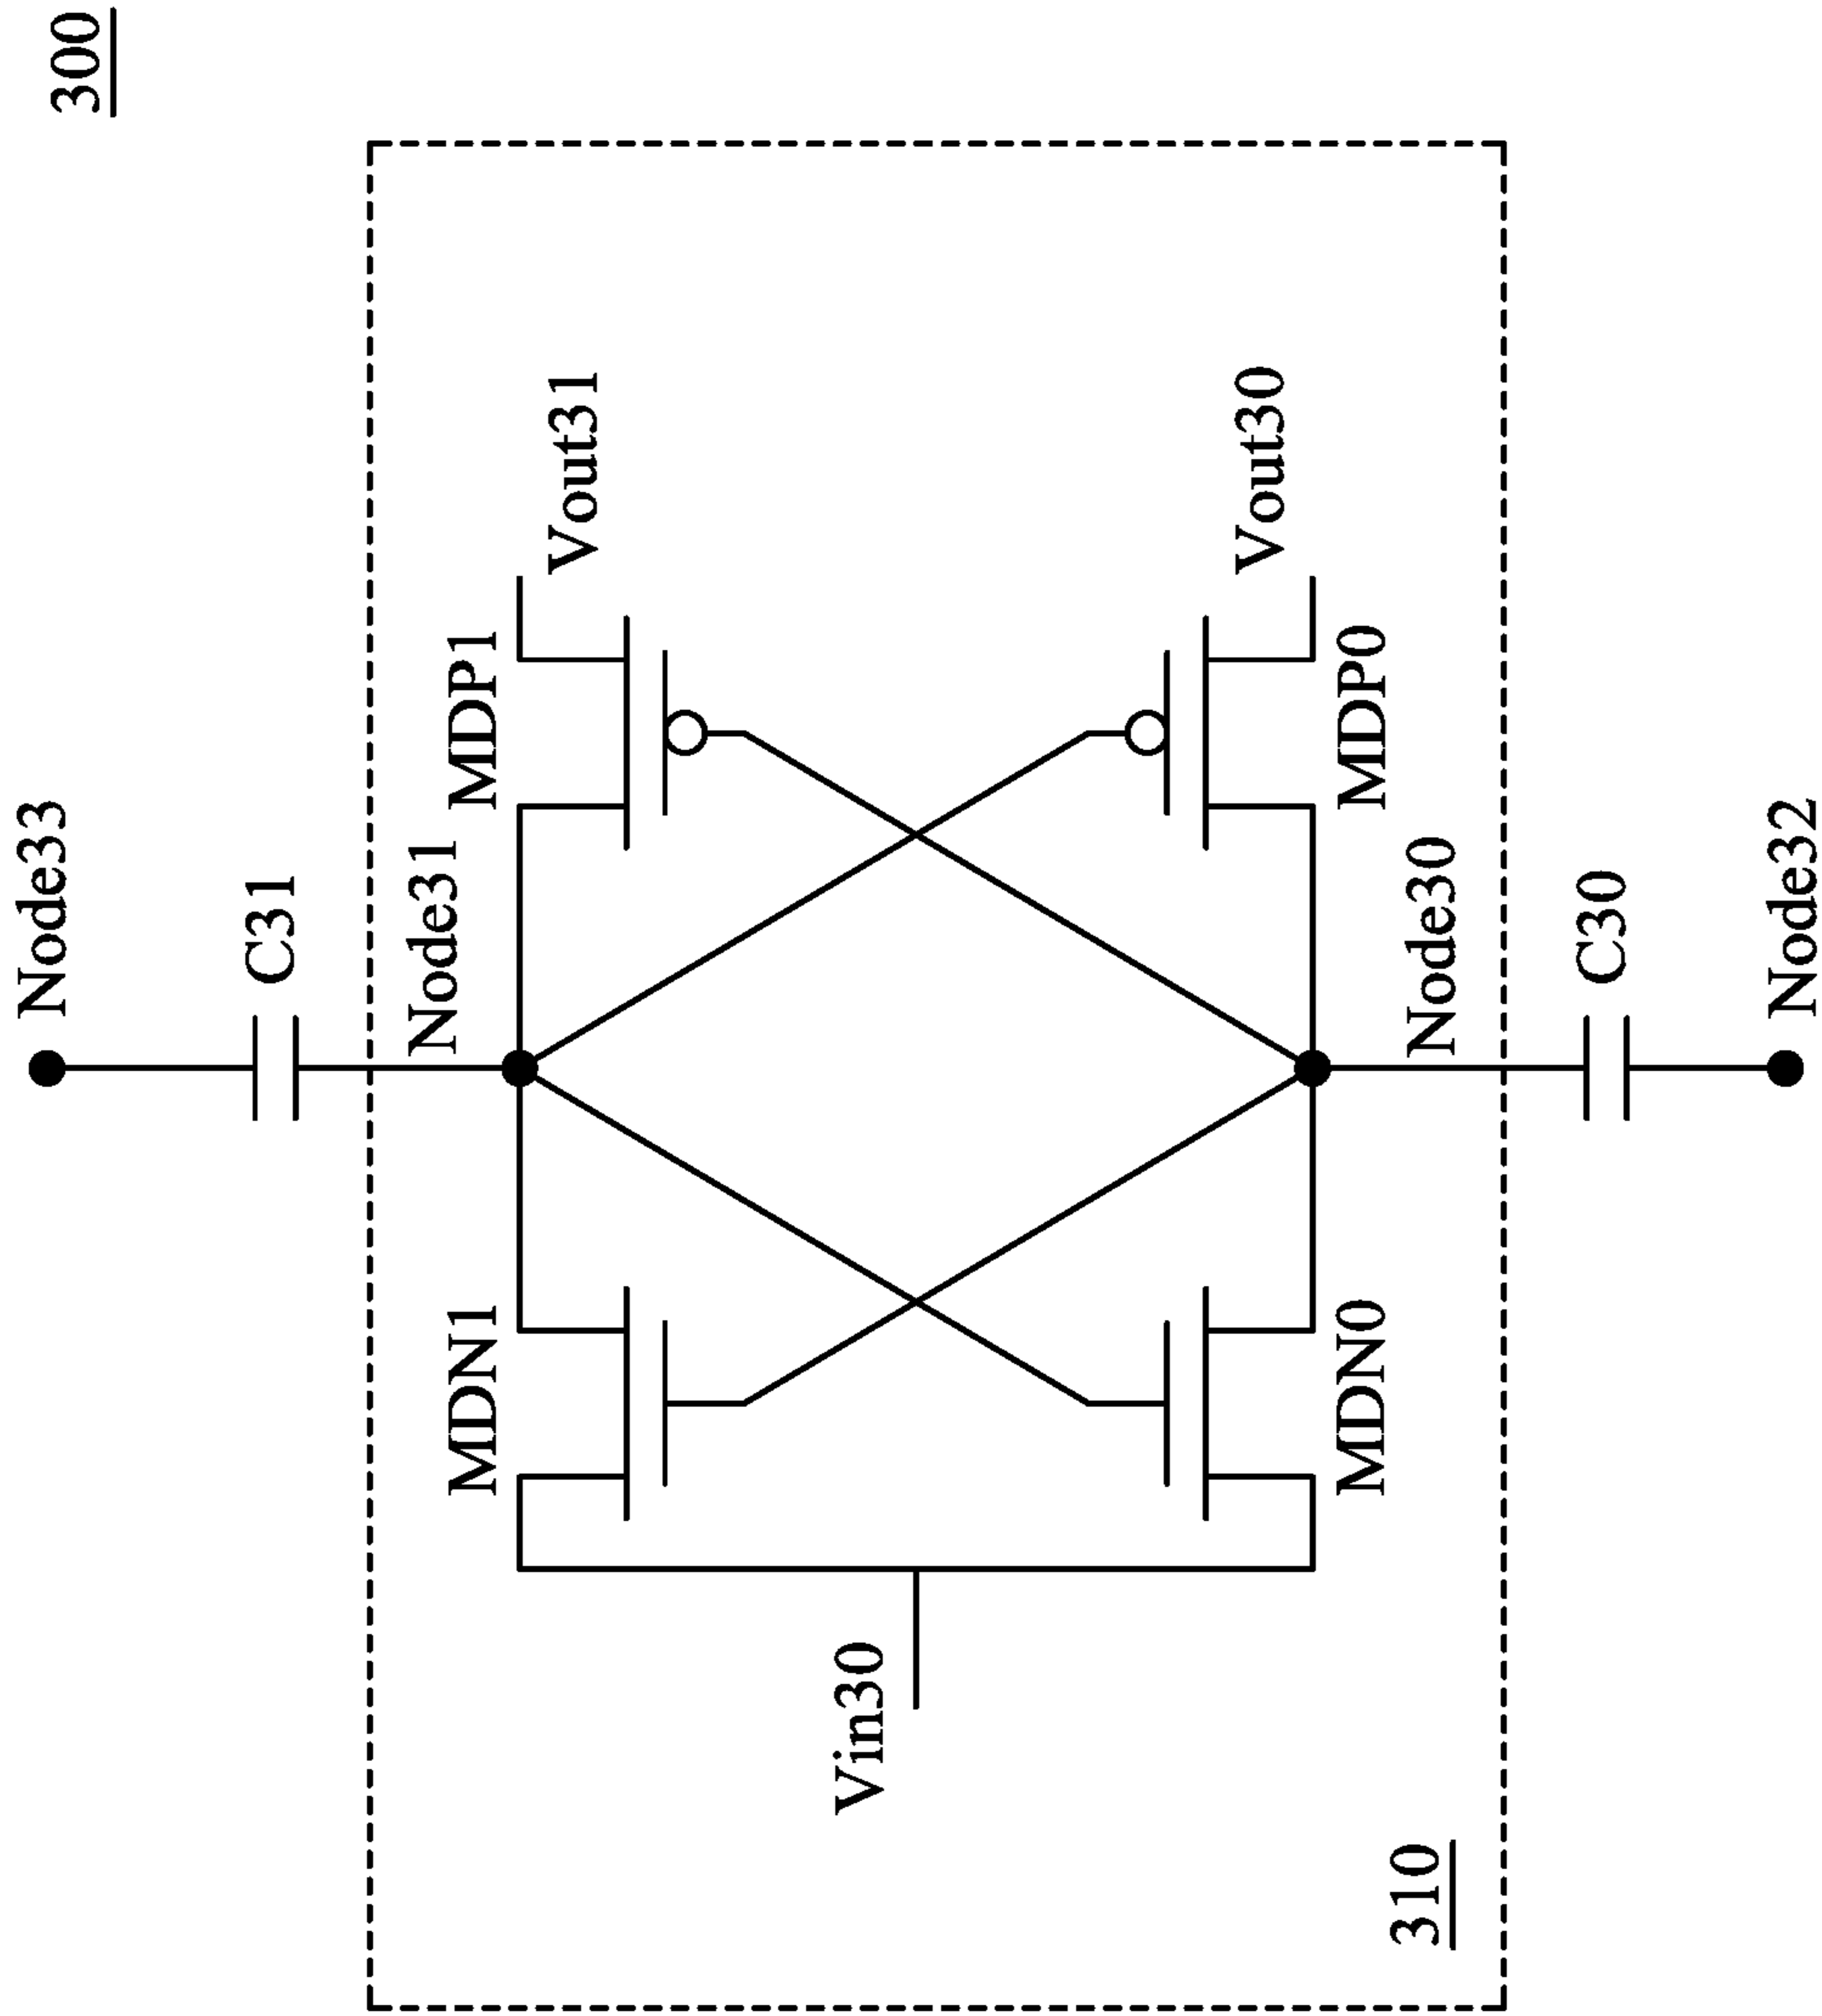 300
Node33
C31
Node31
MDN1
MDP1
Vout31
Vin30
Vout30
MDN0
MDP0
Node30
C30
Node32
310